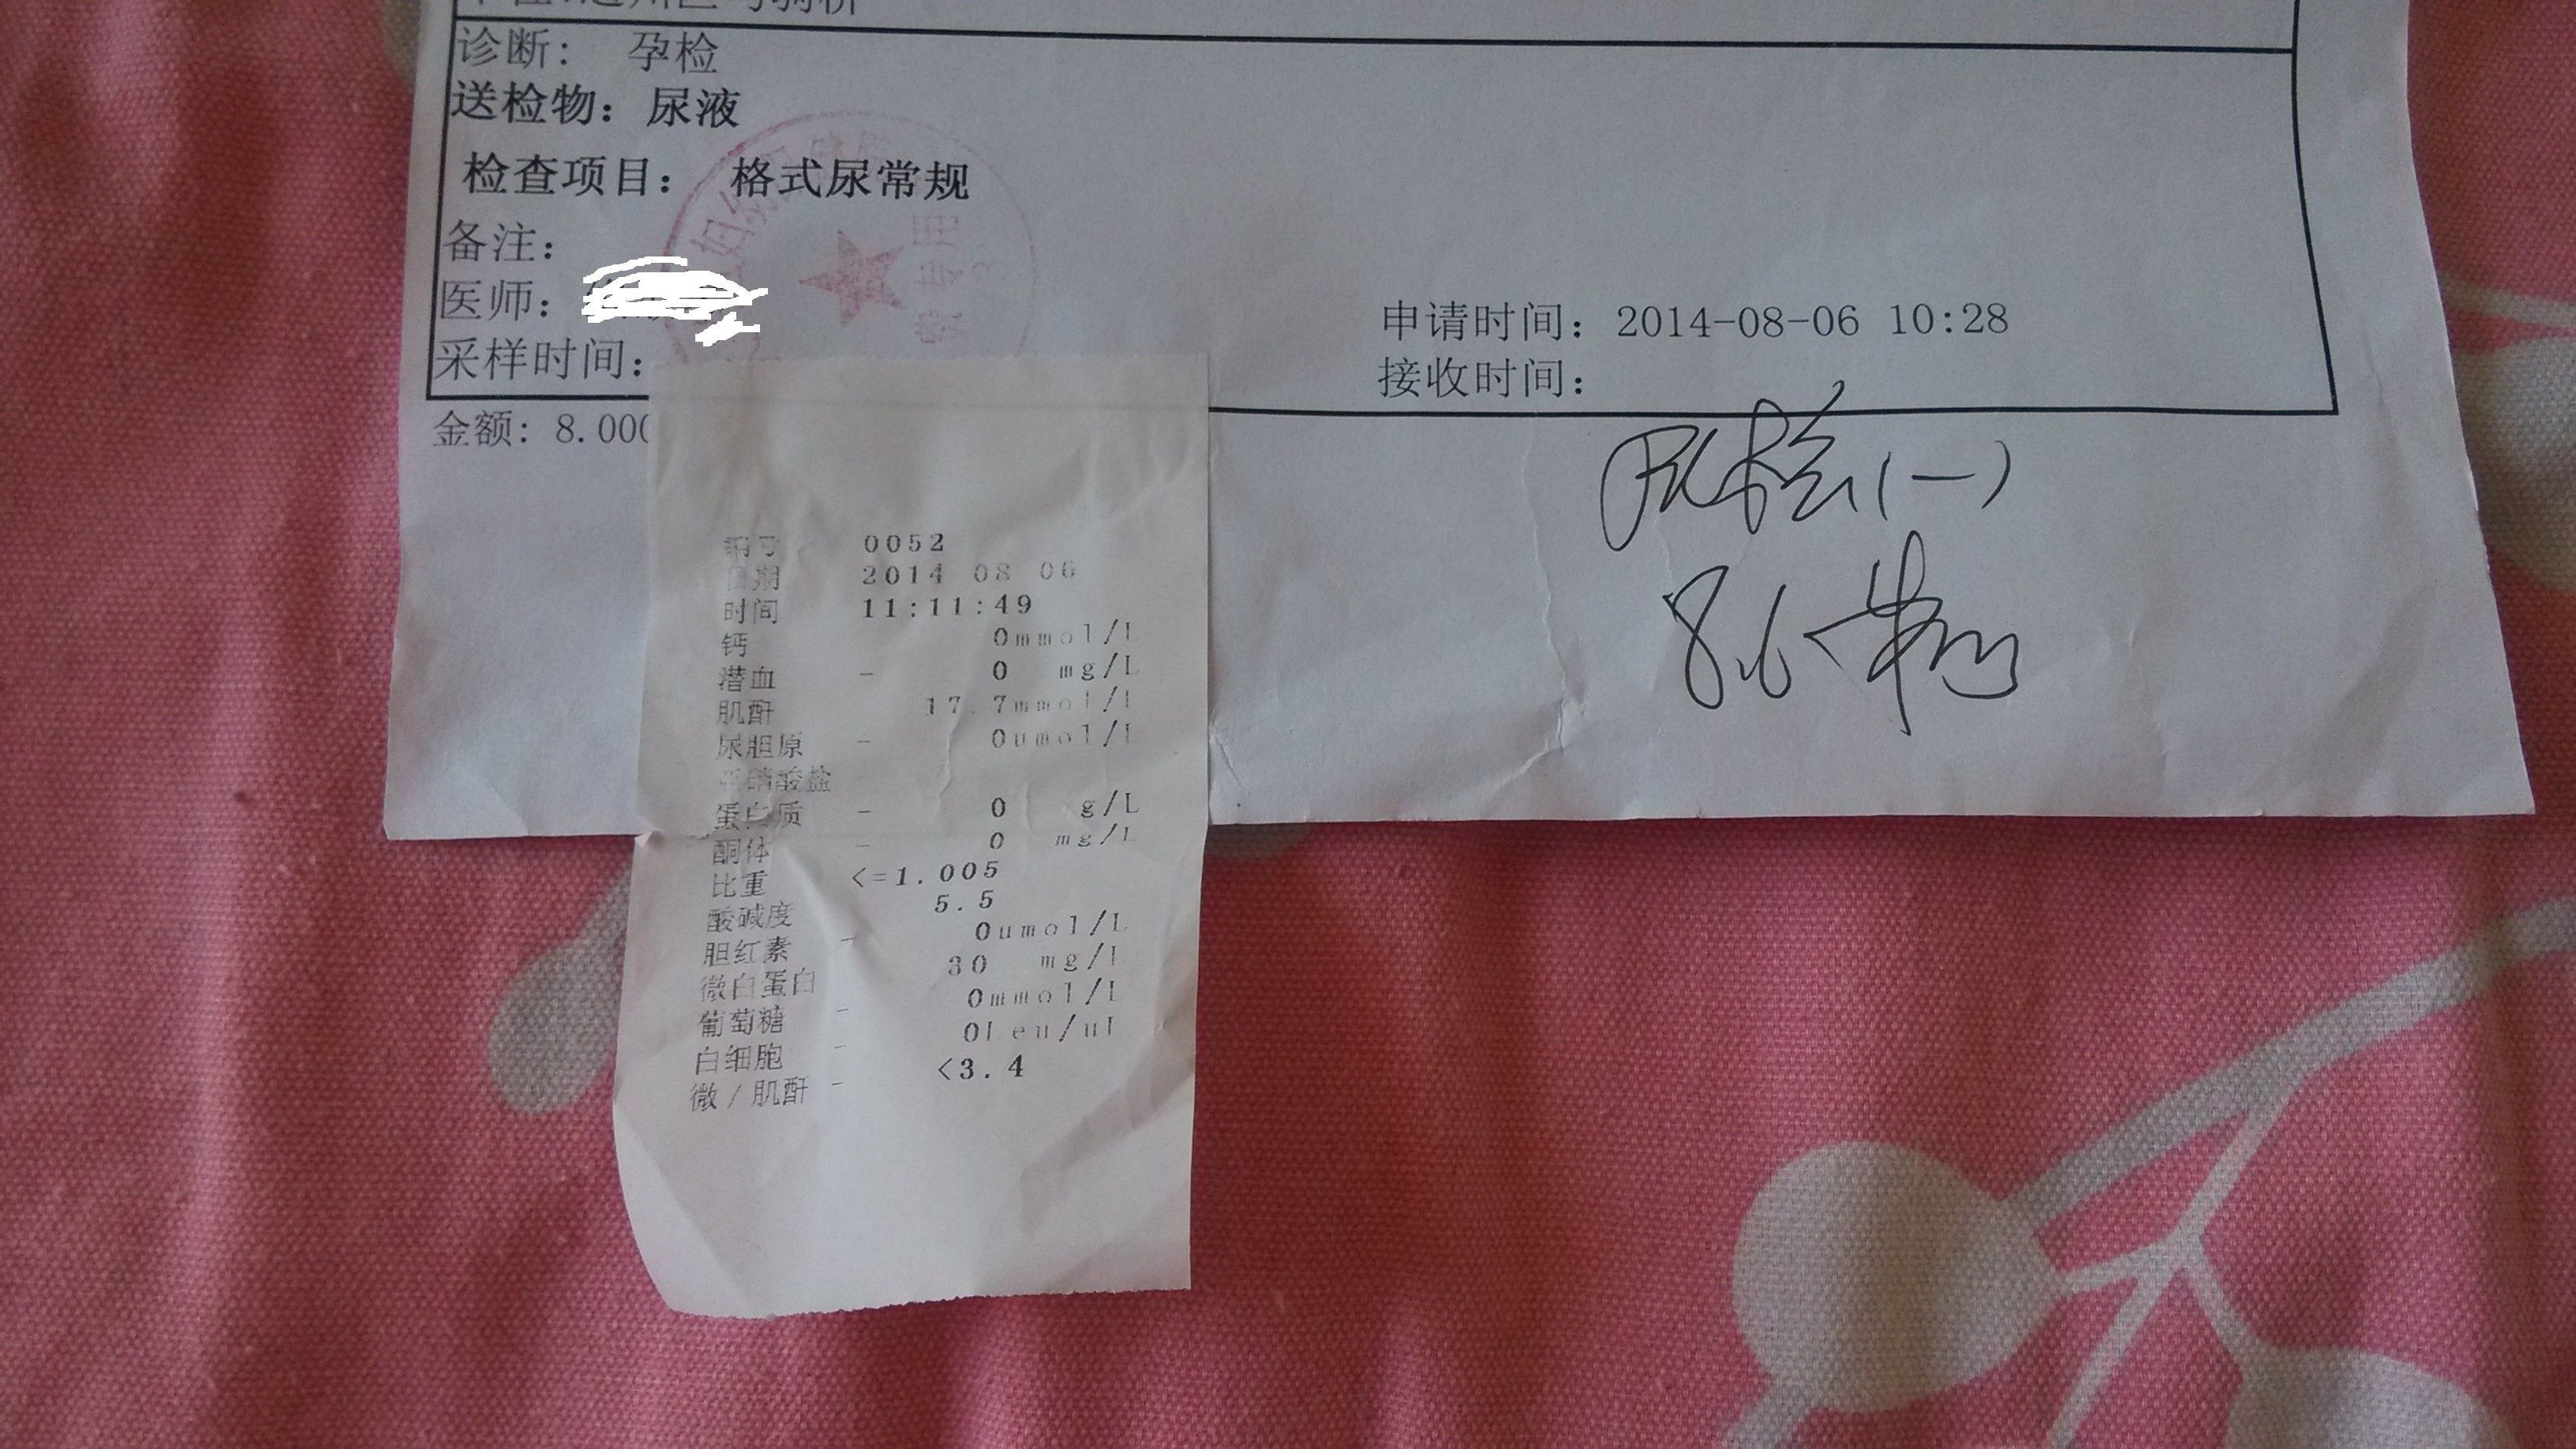 诊断: 孕检
送检物: 尿液
检查项目: 格式尿常规
备注:
医师:
采样时间:
申请时间: 2014-08-06 10:28
接收时间:
金额: 8.000
尿检(-)
编号 0052
日期 2014 08 06
时间 11:11:49
钙 0mmol/L
潜血 - 0 mg/L
肌酐 17.7mmol/l
尿胆原 - 0umol/l
亚硝酸盐
蛋白质 - 0 g/L
酮体 - 0 mg/L
比重 <=1.005
酸碱度 5.5
胆红素 - 0umol/L
微白蛋白 30 mg/L
葡萄糖 - 0mmol/L
白细胞 - 0Leu/ul
微/肌酐 - <3.4